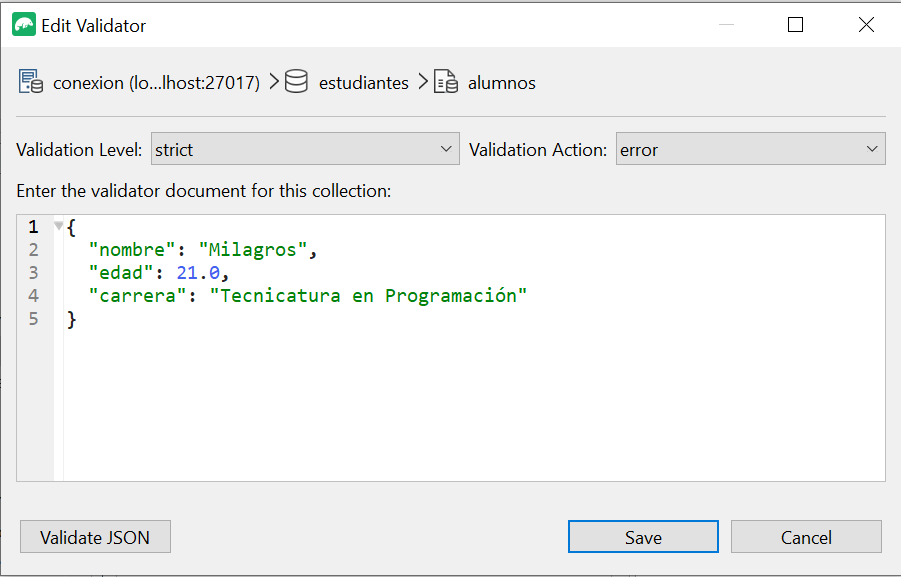 Edit Validator
conexion (lo...lhost:27017) > estudiantes > alumnos
Validation Level: strict Validation Action: error
Enter the validator document for this collection:
1 {
2 "nombre": "Milagros",
3 "edad": 21.0,
4 "carrera": "Tecnicatura en Programación"
5 }
Validate JSON Save Cancel